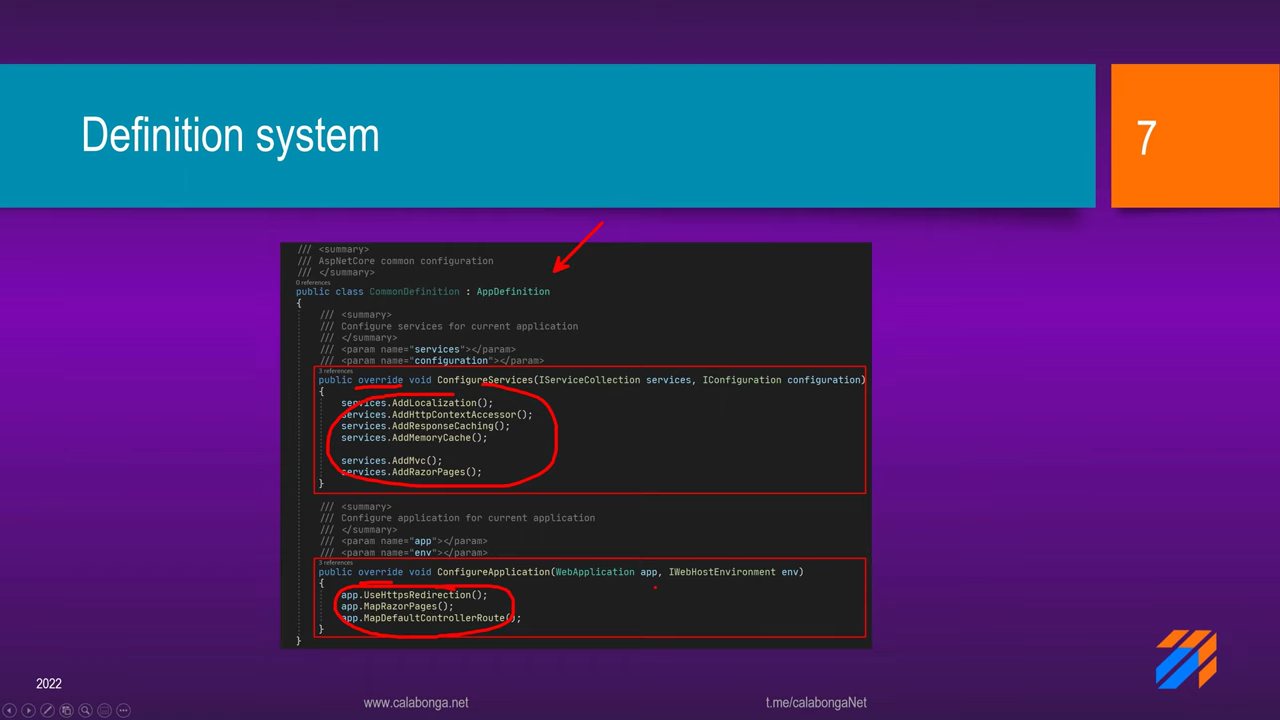 Definition system
7
/// <summary>
/// AspNetCore common configuration
/// </summary>
0 references
public class CommonDefinition : AppDefinition
{
/// <summary>
/// Configure services for current application
/// </summary>
/// <param name="services"></param>
/// <param name="configuration"></param>
3 references
public override void ConfigureServices(IServiceCollection services, IConfiguration configuration)
{
services.AddLocalization();
services.AddHttpContextAccessor();
services.AddResponseCaching();
services.AddMemoryCache();
services.AddMvc();
services.AddRazorPages();
}
/// <summary>
/// Configure application for current application
/// </summary>
/// <param name="app"></param>
/// <param name="env"></param>
3 references
public override void ConfigureApplication(WebApplication app, IWebHostEnvironment env)
{
app.UseHttpsRedirection();
app.MapRazorPages();
app.MapDefaultControllerRoute();
}
}
2022
www.calabonga.net
t.me/calabongaNet